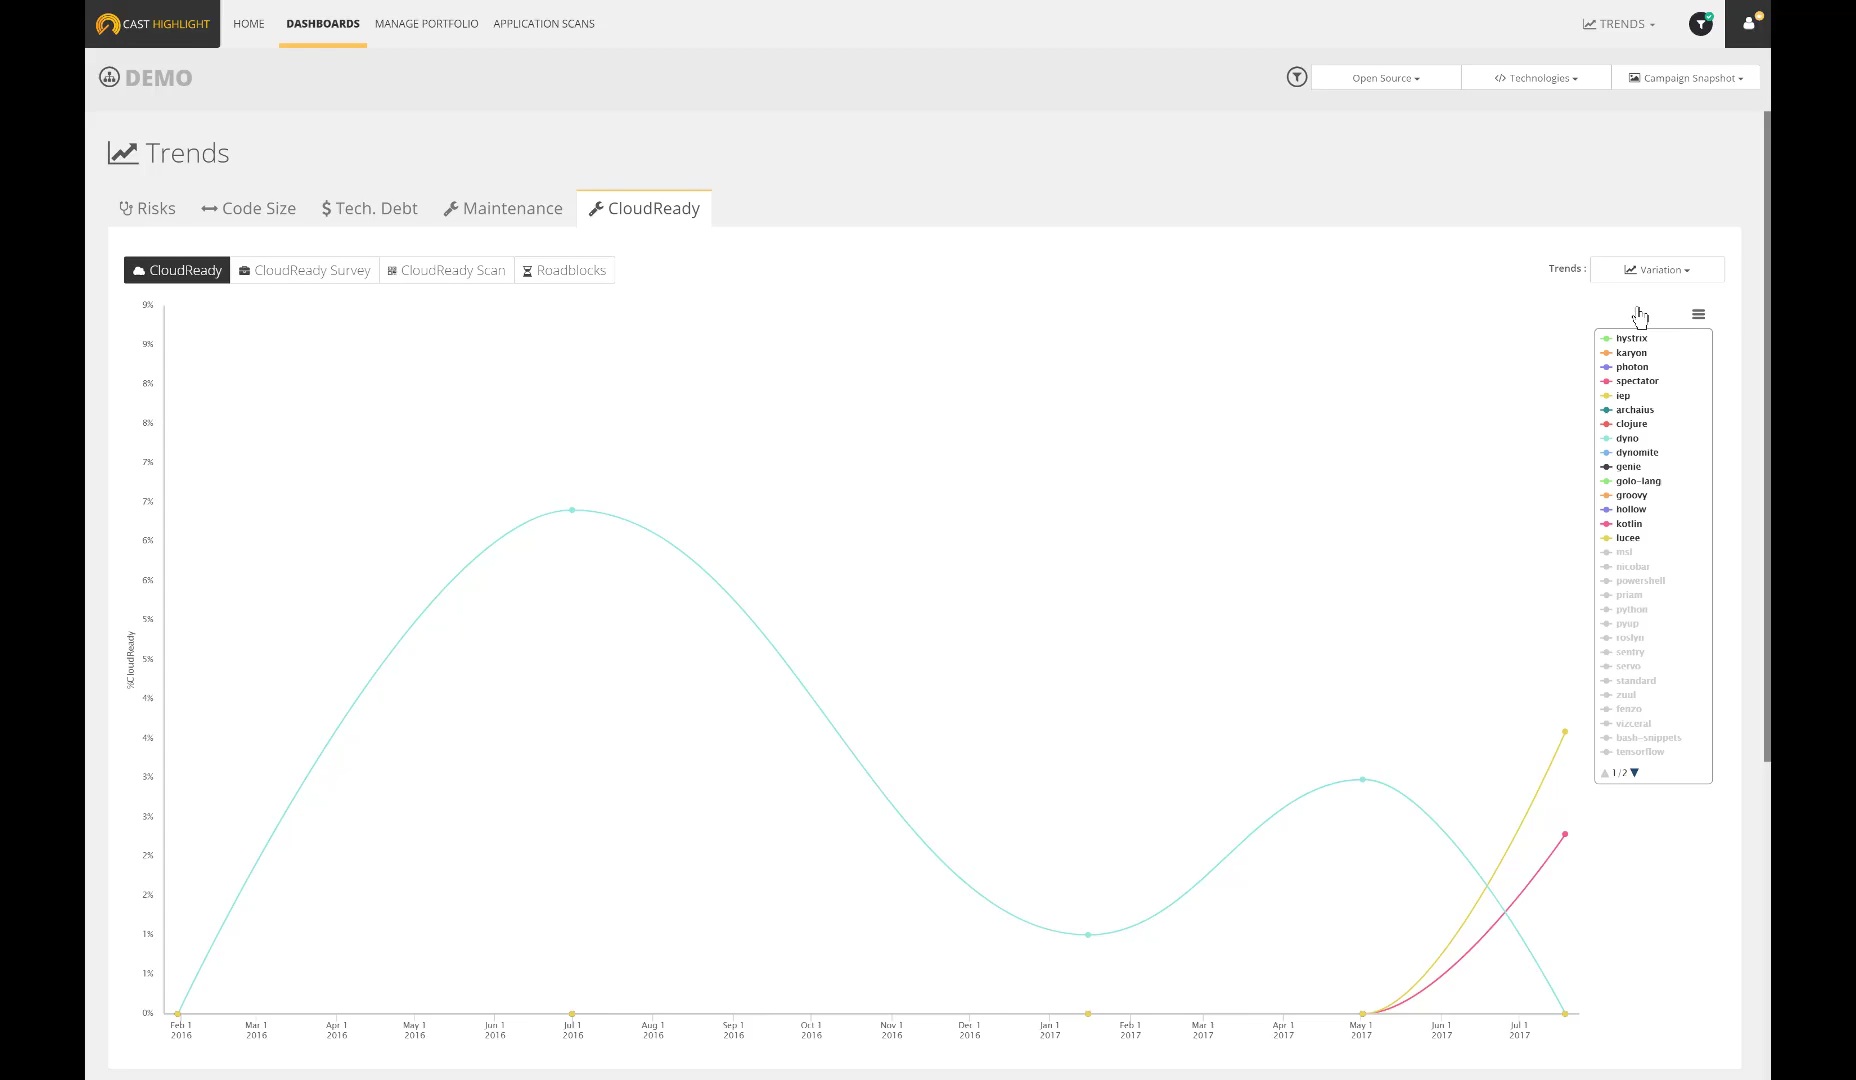 CAST HIGHLIGHT
HOME
DASHBOARDS
MANAGE PORTFOLIO
APPLICATION SCANS
TRENDS
DEMO
Open Source
</> Technologies
Campaign Snapshot
Trends
Risks
Code Size
$ Tech. Debt
Maintenance
CloudReady
CloudReady
CloudReady Survey
CloudReady Scan
Roadblocks
Trends :
Variation
9%
9%
8%
8%
7%
7%
6%
6%
5%
5%
4%
4%
3%
3%
2%
2%
1%
1%
0%
%CloudReady
Feb 1
2016
Mar 1
2016
Apr 1
2016
May 1
2016
Jun 1
2016
Jul 1
2016
Aug 1
2016
Sep 1
2016
Oct 1
2016
Nov 1
2016
Dec 1
2016
Jan 1
2017
Feb 1
2017
Mar 1
2017
Apr 1
2017
May 1
2017
Jun 1
2017
Jul 1
2017
hystrix
karyon
photon
spectator
iep
archaius
clojure
dyno
dynomite
genie
golo-lang
groovy
hollow
kotlin
lucee
msl
nicobar
powershell
priam
python
pyup
roslyn
sentry
servo
standard
zuul
fenzo
vizceral
bash-snippets
tensorflow
1/2